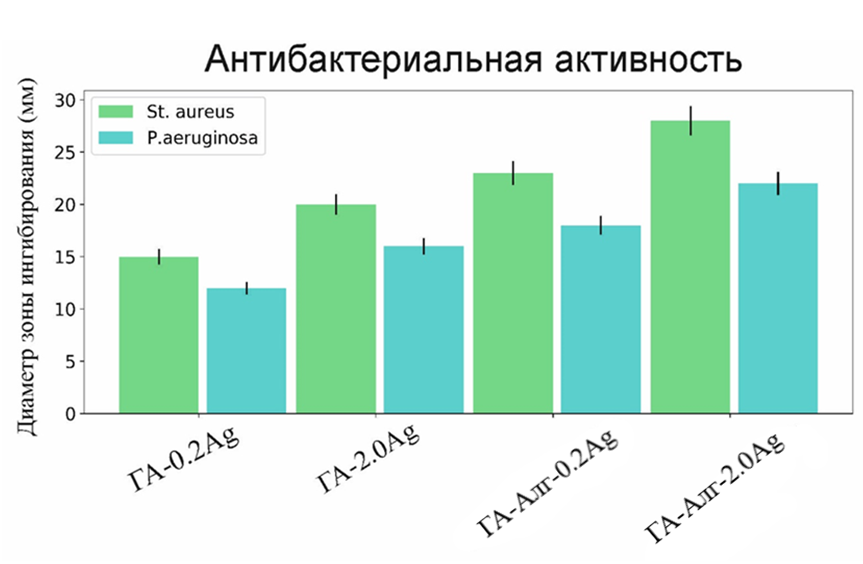 Антибактериальная активность
Диаметр зоны ингибирования (мм)
30
25
20
15
10
5
0
St. aureus
P.aeruginosa
ГА-0.2Ag
ГА-2.0Ag
ГА-Алг-0.2Ag
ГА-Алг-2.0Ag